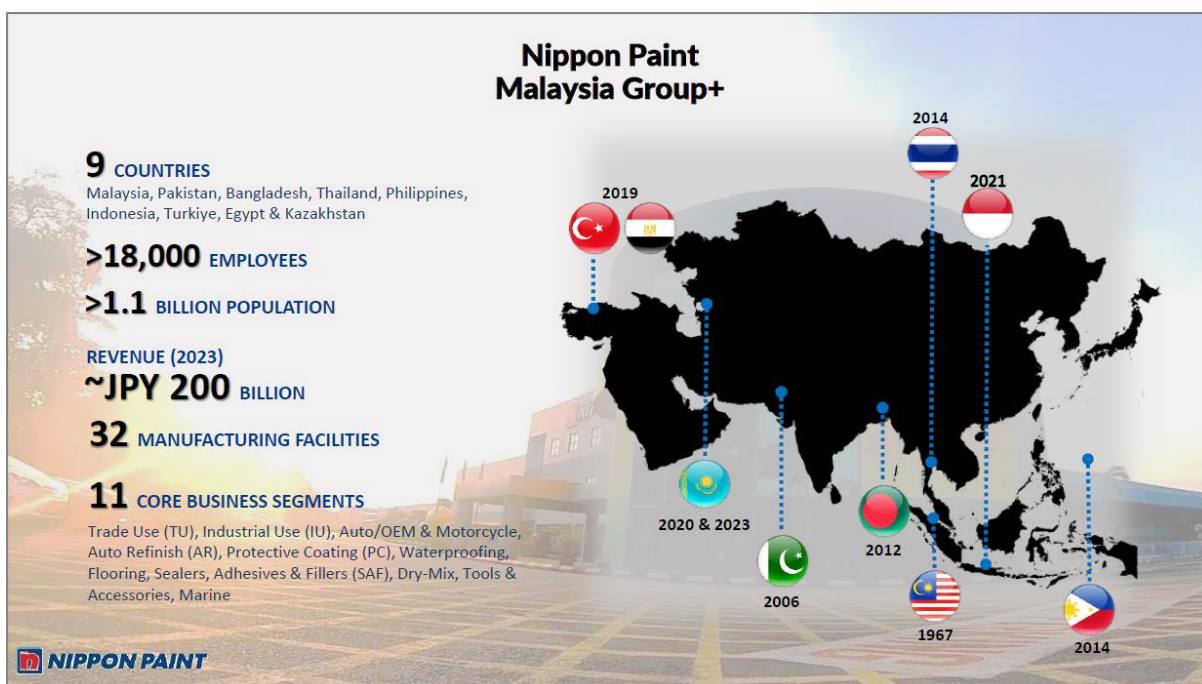 Nippon Paint
Malaysia Group+
9 COUNTRIES
Malaysia, Pakistan, Bangladesh, Thailand, Philippines,
Indonesia, Turkiye, Egypt & Kazakhstan
>18,000 EMPLOYEES
>1.1 BILLION POPULATION
REVENUE (2023)
~JPY 200 BILLION
32 MANUFACTURING FACILITIES
11 CORE BUSINESS SEGMENTS
Trade Use (TU), Industrial Use (IU), Auto/OEM & Motorcycle,
Auto Refinish (AR), Protective Coating (PC), Waterproofing,
Flooring, Sealers, Adhesives & Fillers (SAF), Dry-Mix, Tools &
Accessories, Marine
2014
2021
2019
2020 & 2023
2012
2006
1967
2014
n NIPPON PAINT